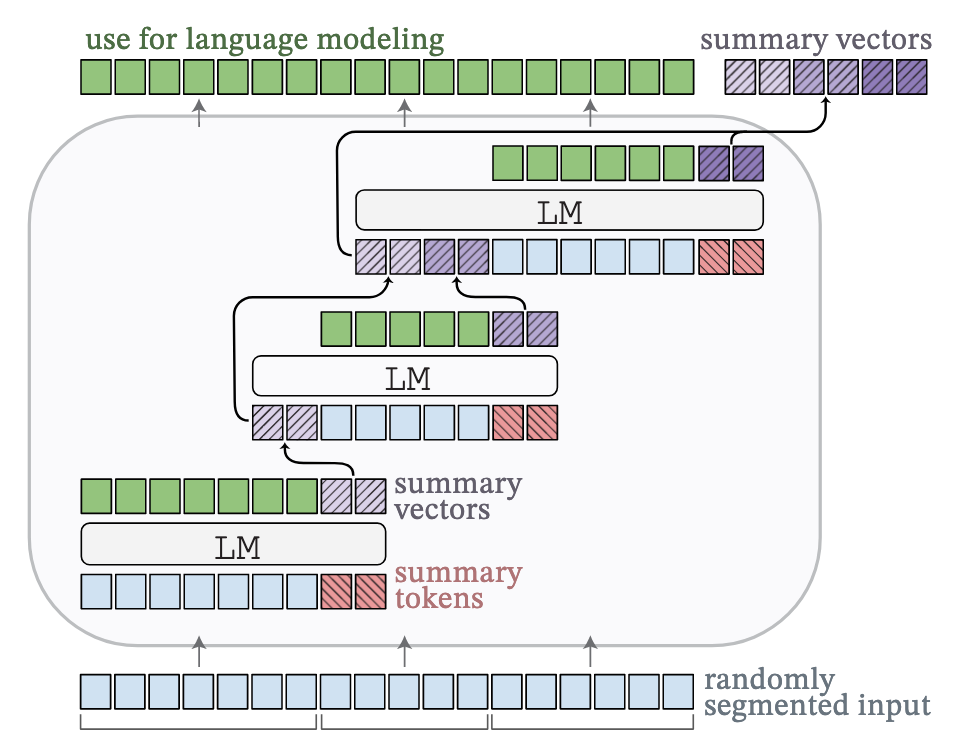 use for language modeling
summary vectors
LM
LM
summary
vectors
LM
summary
tokens
randomly
segmented input